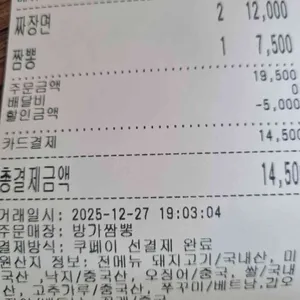 짜장면 2 12,000
짬뽕 1 7,500
주문금액 19,500
배달비 0
할인금액 -5,000
카드결제 14,500
총결제금액 14,50
거래일시: 2025-12-27 19:03:04
주문매장: 방가짬뽕
결제방식: 쿠페이 선결제 완료
원산지 정보: 전메뉴 돼지고기/국내산, 미
국산, 낙지/중국산, 오징어/중국, 쌀/국내
산, 고추가루/중국산, 쭈꾸미/베트남,갑오